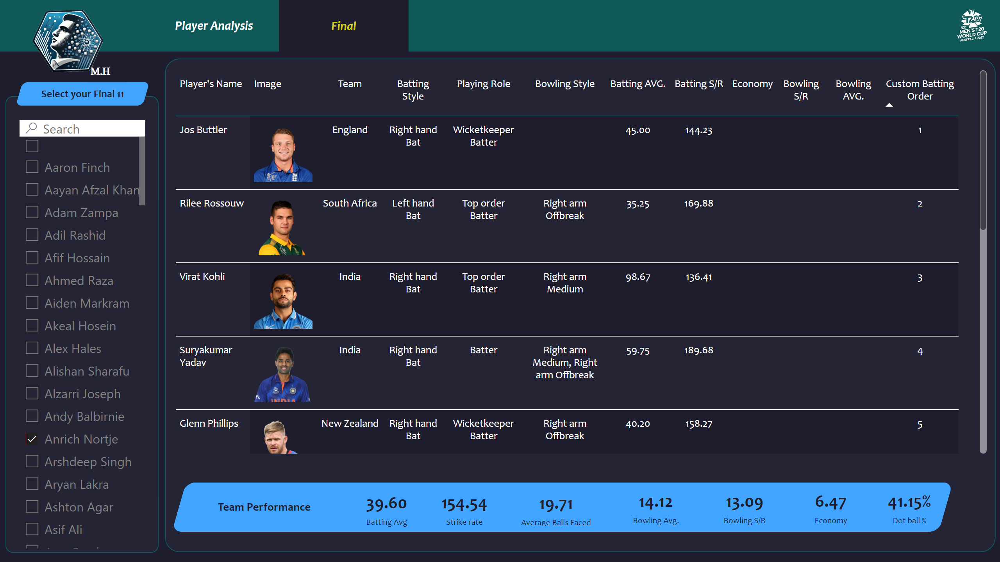 Player Analysis
Final
ICC
MEN'S T20
WORLD CUP
AUSTRALIA 2022
M.H
Select your Final 11
Search
Aaron Finch
Aayan Afzal Khan
Adam Zampa
Adil Rashid
Afif Hossain
Ahmed Raza
Aiden Markram
Akeal Hosein
Alex Hales
Alishan Sharafu
Alzarri Joseph
Andy Balbirnie
Anrich Nortje
Arshdeep Singh
Aryan Lakra
Ashton Agar
Asif Ali
Player's Name Image Team Batting Style Playing Role Bowling Style Batting AVG. Batting S/R Economy Bowling S/R Bowling AVG. Custom Batting Order
Jos Buttler England Right hand Bat Wicketkeeper Batter 45.00 144.23 1
Rilee Rossouw South Africa Left hand Bat Top order Batter Right arm Offbreak 35.25 169.88 2
Virat Kohli India Right hand Bat Top order Batter Right arm Medium 98.67 136.41 3
Suryakumar Yadav India Right hand Bat Batter Right arm Medium, Right arm Offbreak 59.75 189.68 4
INDIA
Glenn Phillips New Zealand Right hand Bat Wicketkeeper Batter Right arm Offbreak 40.20 158.27 5
Team Performance
39.60 154.54 19.71 14.12 13.09 6.47 41.15%
Batting Avg Strike rate Average Balls Faced Bowling Avg. Bowling S/R Economy Dot ball %